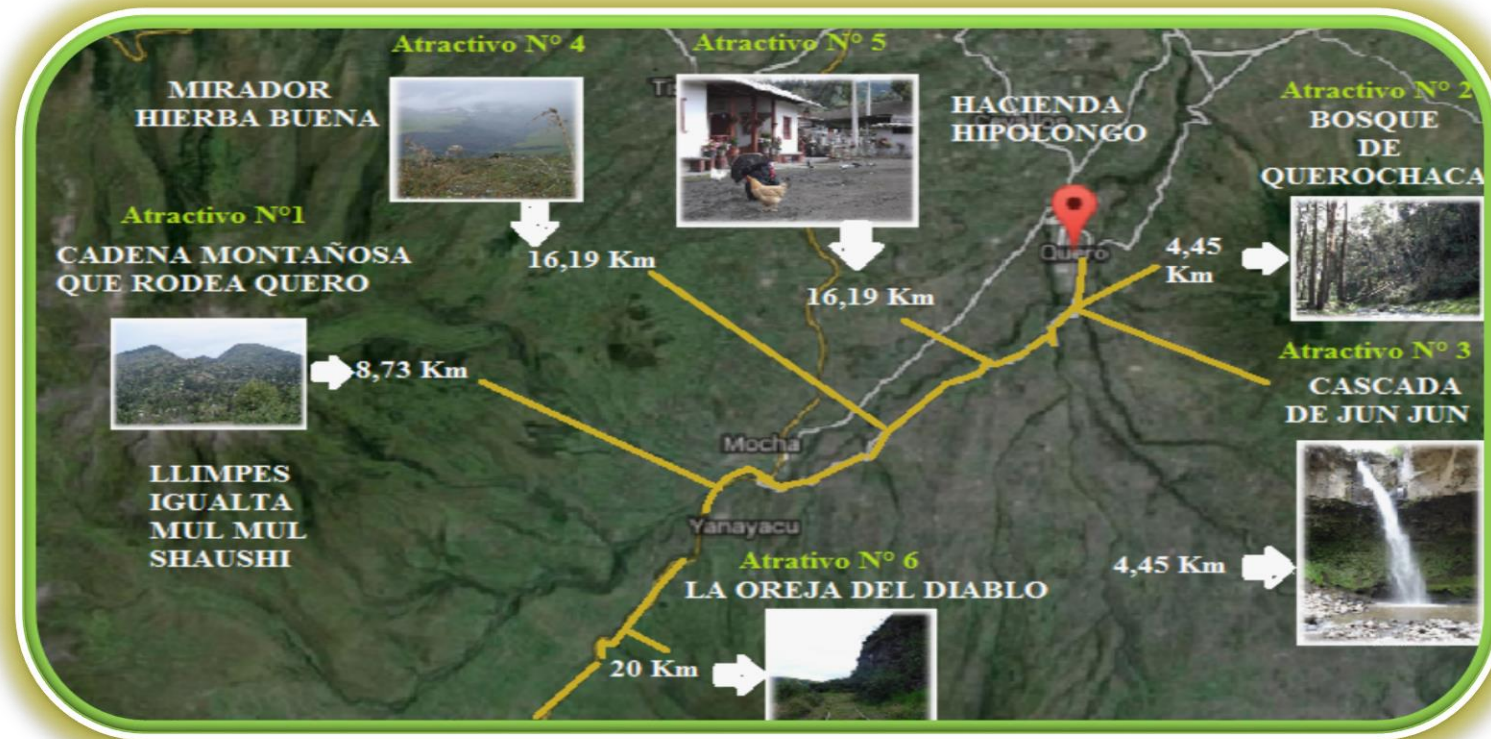 Atractivo N° 4
MIRADOR
HIERBA BUENA
16,19 Km
Atractivo N° 5
HACIENDA
HIPOLONGO
16,19 Km
Atractivo N° 2
BOSQUE
DE
QUEROCHACA
4,45
Km
Quero
Atractivo N°1
CADENA MONTAÑOSA
QUE RODEA QUERO
8,73 Km
LLIMPES
IGUALTA
MUL MUL
SHAUSHI
Atractivo N° 3
CASCADA
DE JUN JUN
4,45 Km
Mocha
Yanayacu
Atrativo N° 6
LA OREJA DEL DIABLO
20 Km